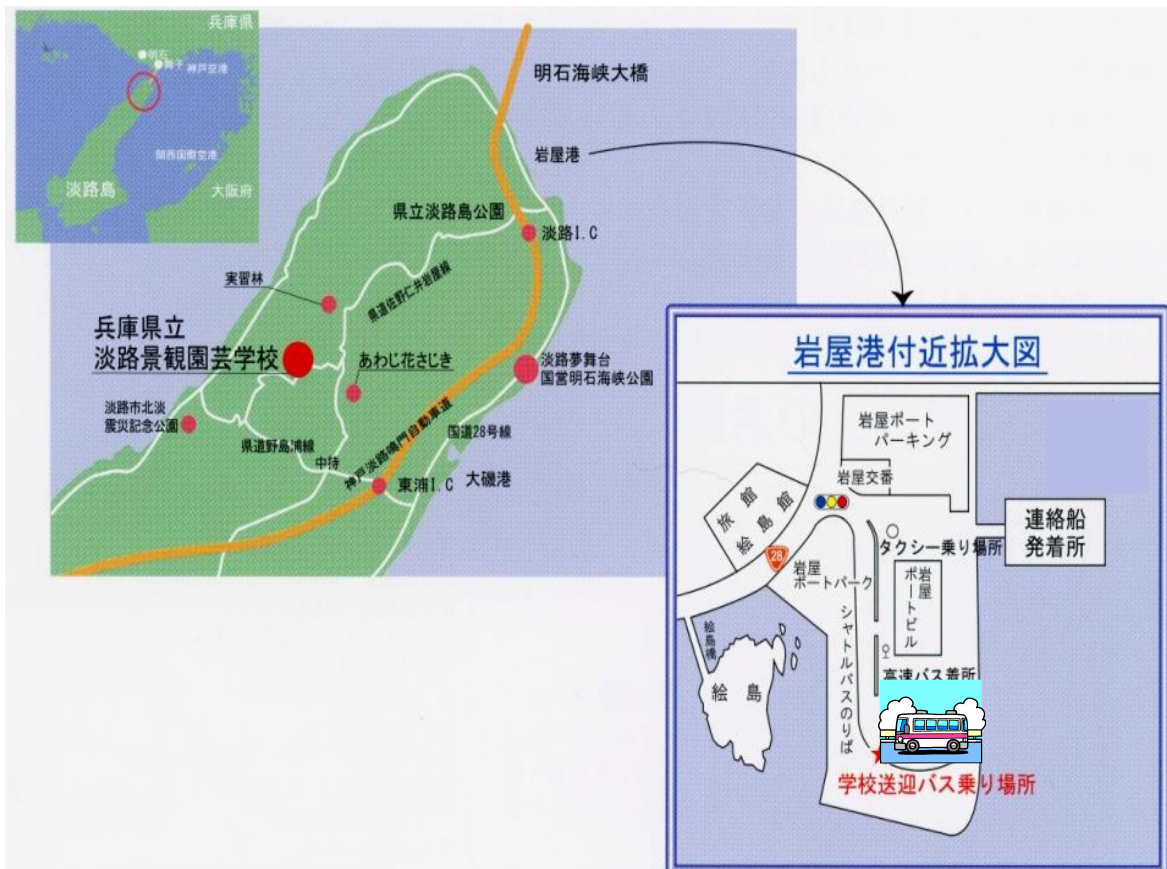 兵庫県
明石
舞子
神戸空港
関西国際空港
淡路島
大阪府
明石海峡大橋
岩屋港
県立淡路島公園
淡路I.C
実習林
県道佐野仁井岩屋線
兵庫県立
淡路景観園芸学校
あわじ花さじき
淡路夢舞台
国営明石海峡公園
淡路市北淡
震災記念公園
県道野島浦線
中持
神戸淡路鳴門自動車道
国道28号線
大磯港
東浦I.C
岩屋港付近拡大図
岩屋ポート
パーキング
岩屋交番
旅館
絵島館
28
タクシー乗り場所
連絡船
発着所
岩屋
ポートパーク
岩屋
ポートビル
シャトルバスのりば
絵島橋
絵島
高速バス着所
学校送迎バス乗り場所